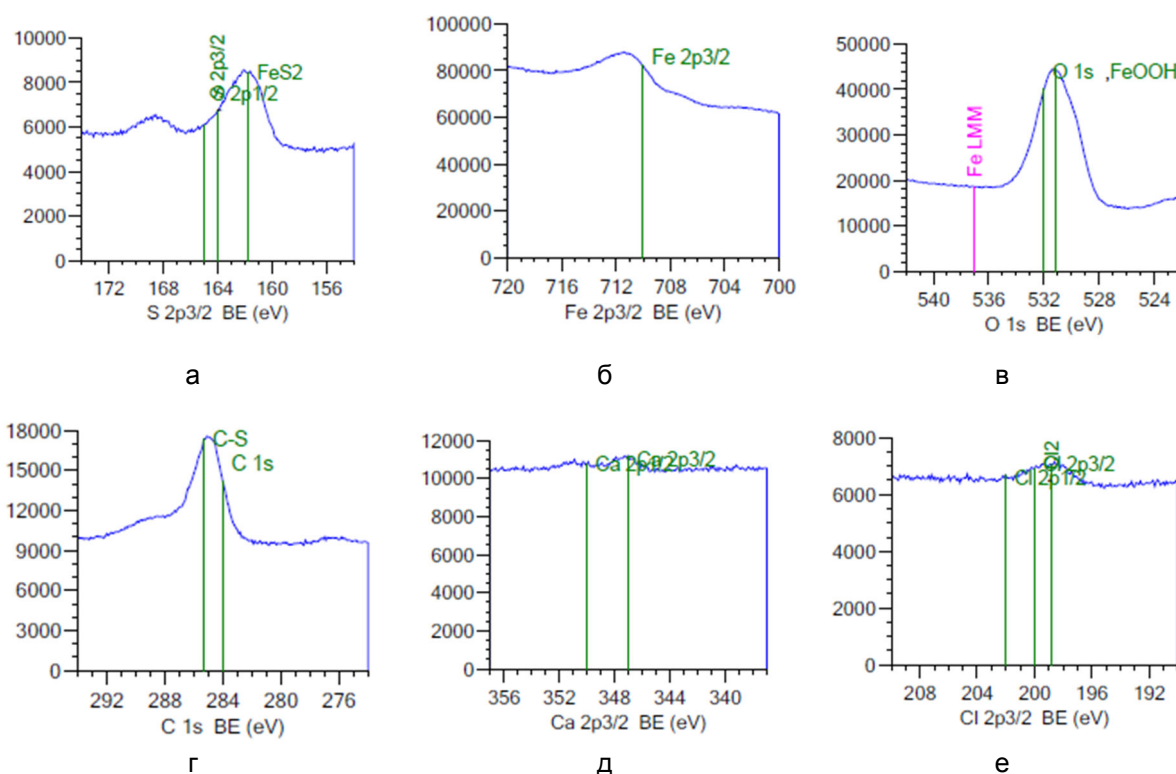 10000
8000
6000
4000
2000
0
S 2p3/2
S 2p1/2
FeS2
172 168 164 160 156
S 2p3/2 BE (eV)
а
100000
80000
60000
40000
20000
0
Fe 2p3/2
720 716 712 708 704 700
Fe 2p3/2 BE (eV)
б
50000
40000
30000
20000
10000
0
Fe LMM
O 1s ,FeOOH
540 536 532 528 524
O 1s BE (eV)
в
18000
15000
12000
9000
6000
3000
0
C-S
C 1s
292 288 284 280 276
C 1s BE (eV)
г
12000
10000
8000
6000
4000
2000
0
Ca 2p3/2
356 352 348 344 340
Ca 2p3/2 BE (eV)
д
8000
6000
4000
2000
0
Cl 2p1/2
Cl 2p3/2
208 204 200 196 192
Cl 2p3/2 BE (eV)
е